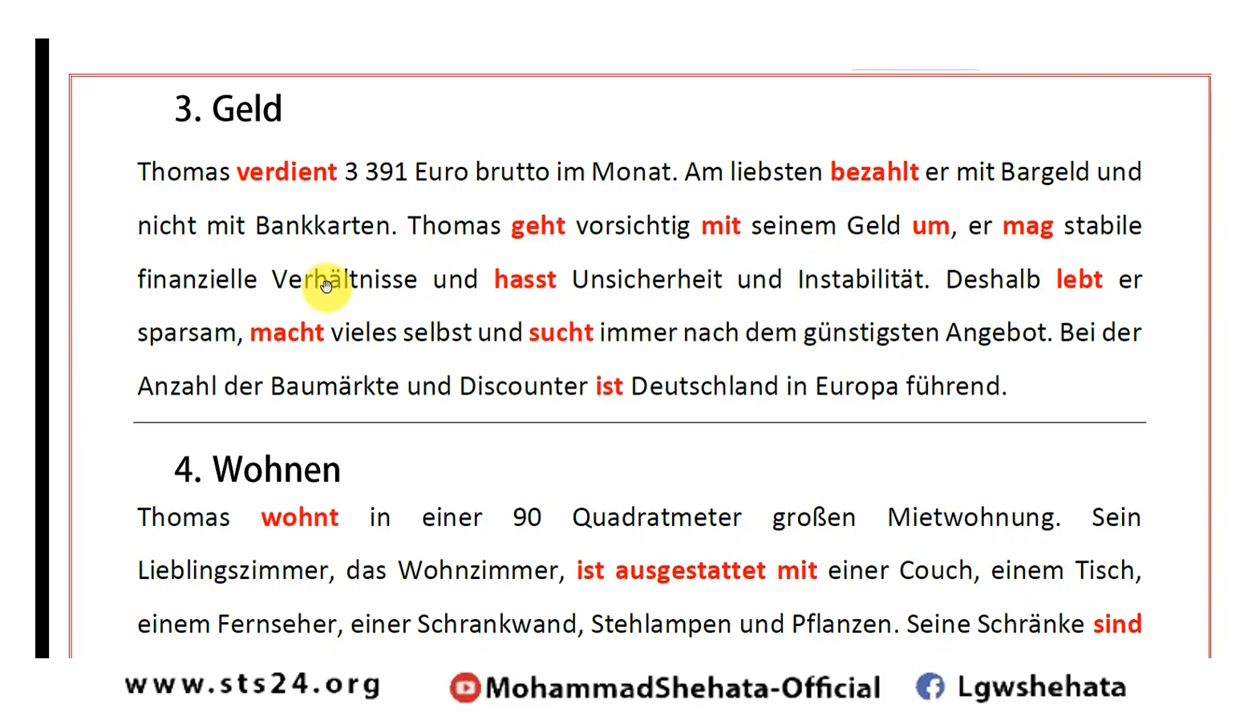 3. Geld
Thomas verdient 3 391 Euro brutto im Monat. Am liebsten bezahlt er mit Bargeld und
nicht mit Bankkarten. Thomas geht vorsichtig mit seinem Geld um, er mag stabile
finanzielle Verhältnisse und hasst Unsicherheit und Instabilität. Deshalb lebt er
sparsam, macht vieles selbst und sucht immer nach dem günstigsten Angebot. Bei der
Anzahl der Baumärkte und Discounter ist Deutschland in Europa führend.
4. Wohnen
Thomas wohnt in einer 90 Quadratmeter großen Mietwohnung. Sein
Lieblingszimmer, das Wohnzimmer, ist ausgestattet mit einer Couch, einem Tisch,
einem Fernseher, einer Schrankwand, Stehlampen und Pflanzen. Seine Schränke sind
www.sts24.org MohammadShehata-Official Lgwshehata